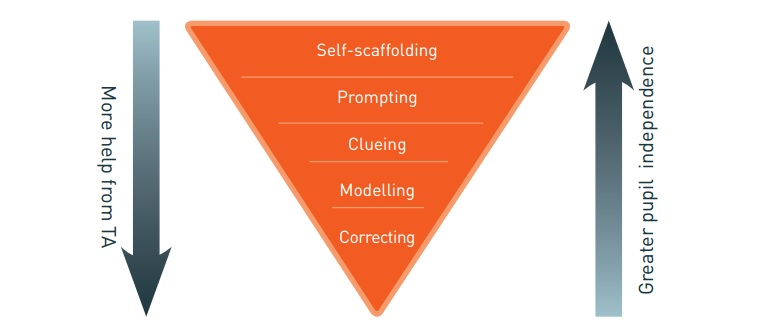 More help from TA
Self-scaffolding
Prompting
Clueing
Modelling
Correcting
Greater pupil independence